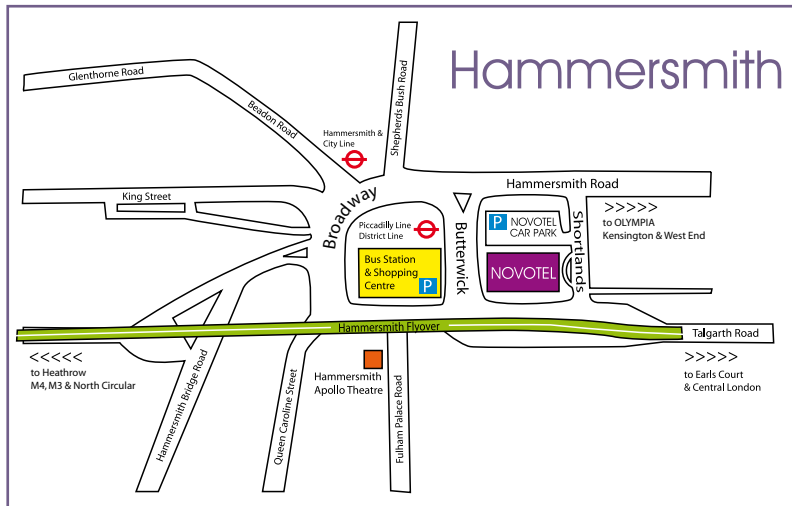 Hammersmith
Glenthorne Road
Beadon Road
Shepherds Bush Road
Hammersmith &
City Line
King Street
Broadway
Hammersmith Road
>>>>>
to OLYMPIA
Kensington & West End
Piccadilly Line
District Line
Butterwick
P
NOVOTEL
CAR PARK
Shortlands
Bus Station
& Shopping
Centre
P
NOVOTEL
Hammersmith Flyover
Talgarth Road
<<<<<
to Heathrow
M4, M3 & North Circular
Hammersmith Bridge Road
Queen Caroline Street
Hammersmith
Apollo Theatre
Fulham Palace Road
>>>>>
to Earls Court
& Central London